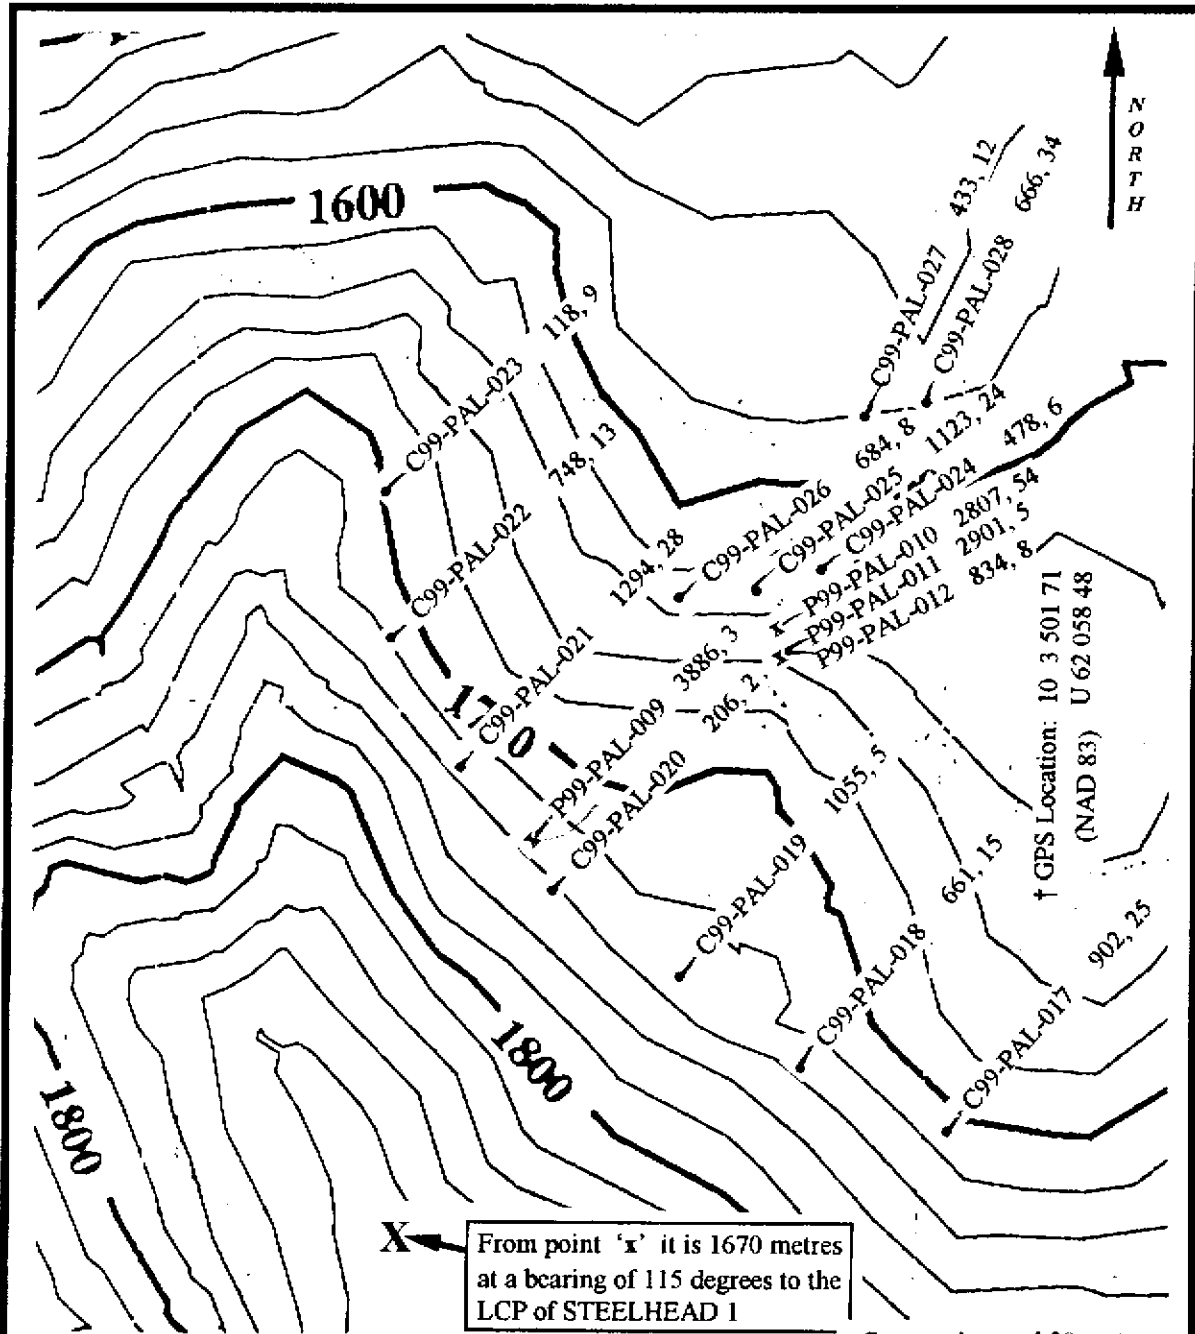 NORTH
433, 12
666, 34
1600
C99-PAL-027
C99-PAL-028
118, 9
C99-PAL-023
748, 13
684, 8
1123, 24
478, 6
C99-PAL-026
C99-PAL-025
C99-PAL-024
C99-PAL-022
1294, 28
P99-PAL-010 2807, 54
P99-PAL-011 2901, 5
P99-PAL-012 834, 8
x
x
C99-PAL-021
3886, 3
206, 2
P99-PAL-009
x
C99-PAL-020
1055, 5
C99-PAL-019
661, 15
† GPS Location: 10 3 501 71
(NAD 83) U 62 058 48
C99-PAL-018
902, 25
C99-PAL-017
1800
1800
X
From point 'x' it is 1670 metres
at a bearing of 115 degrees to the
LCP of STEELHEAD 1